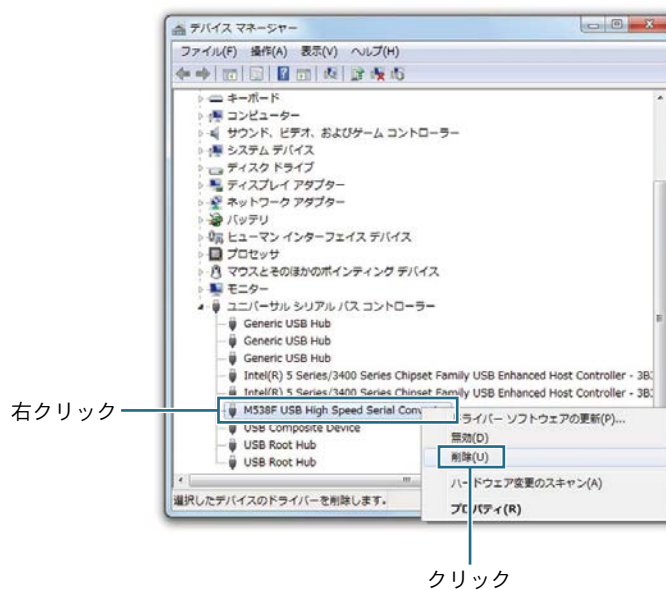 デバイス マネージャー
ファイル(F) 操作(A) 表示(V) ヘルプ(H)
キーボード
コンピューター
サウンド、ビデオ、およびゲーム コントローラー
システム デバイス
ディスク ドライブ
ディスプレイ アダプター
ネットワーク アダプター
バッテリ
ヒューマン インターフェイス デバイス
プロセッサ
マウスとそのほかのポインティング デバイス
モニター
ユニバーサル シリアル バス コントローラー
Generic USB Hub
Generic USB Hub
Generic USB Hub
Intel(R) 5 Series/3400 Series Chipset Family USB Enhanced Host Controller - 3B
Intel(R) 5 Series/3400 Series Chipset Family USB Enhanced Host Controller - 3B
右クリック
M538F USB High Speed Serial Conv
ドライバー ソフトウェアの更新(P)...
USB Composite Device
無効(D)
USB Root Hub
削除(U)
USB Root Hub
ハードウェア変更のスキャン(A)
選択したデバイスのドライバーを削除します。
プロパティ(R)
クリック